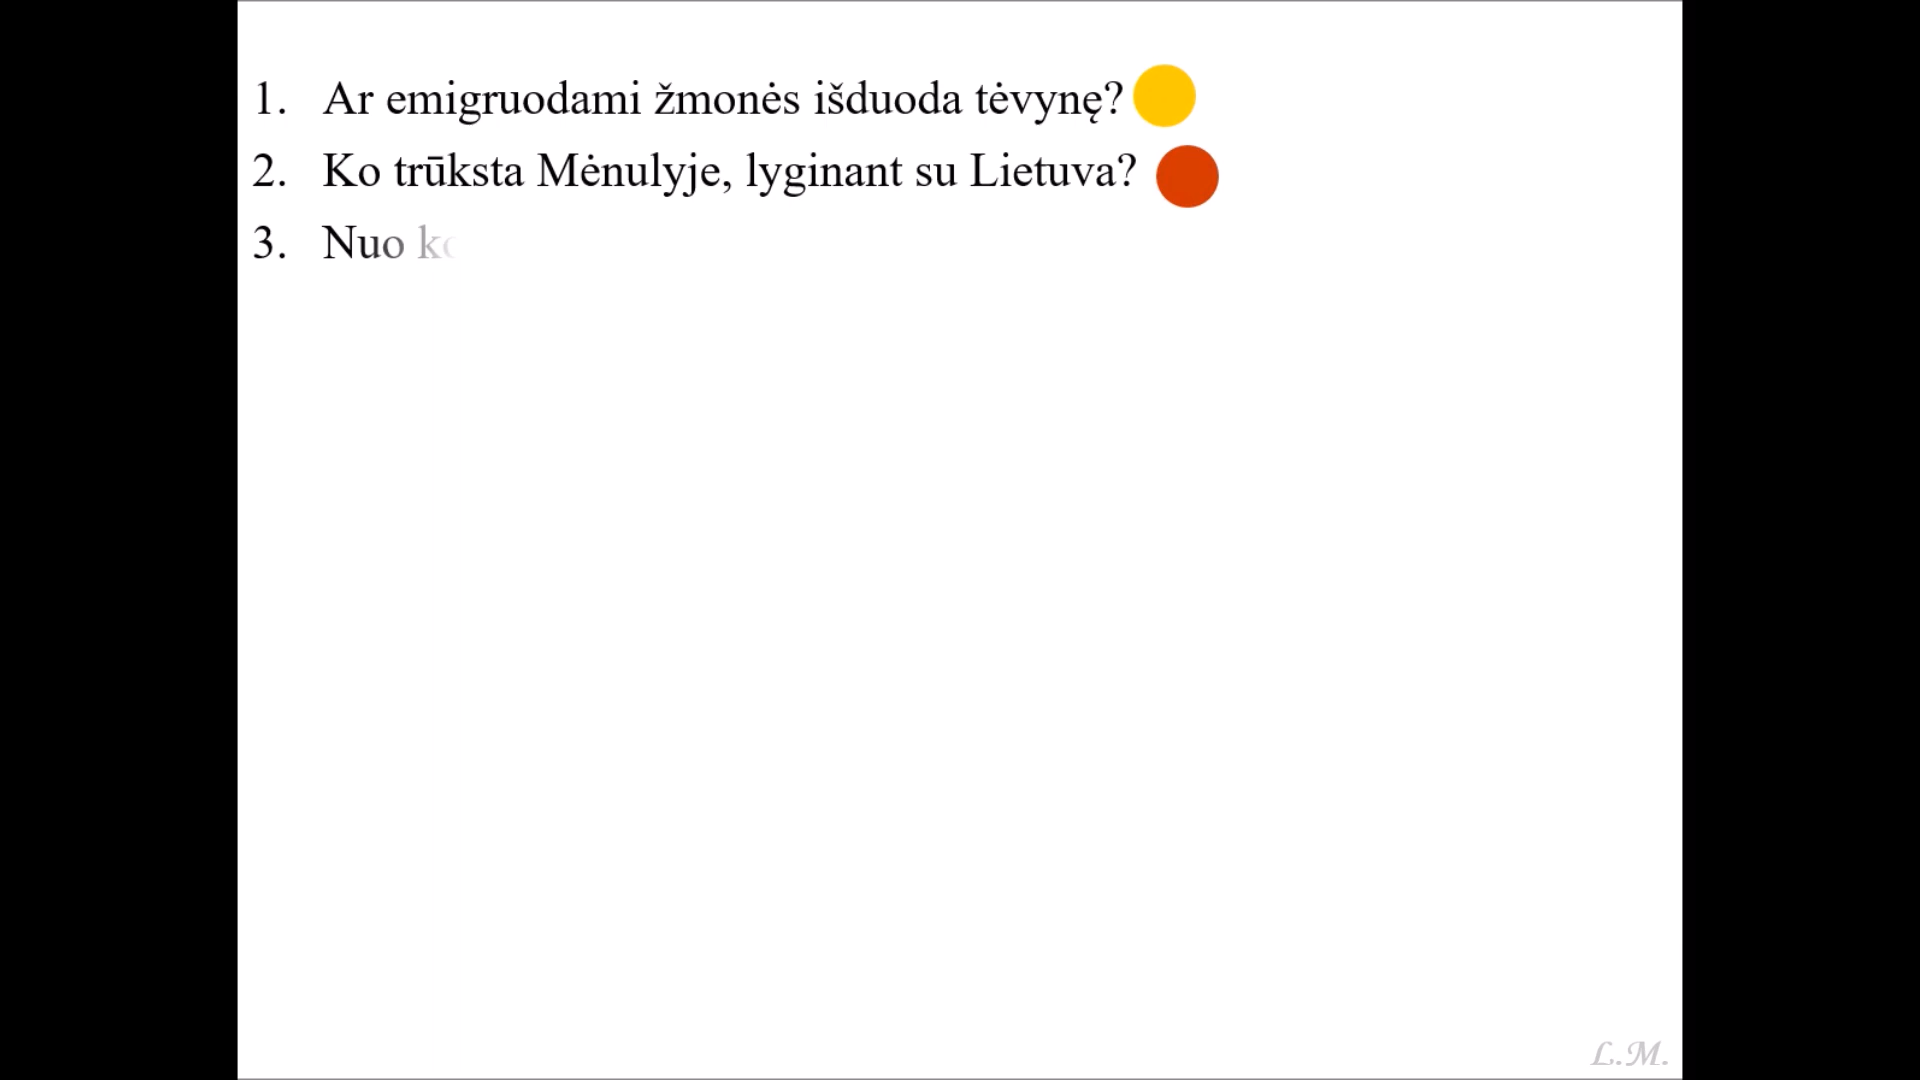 1. Ar emigruodami žmonės išduoda tėvynę?
2. Ko trūksta Mėnulyje, lyginant su Lietuva?
3. Nuo
L.M.